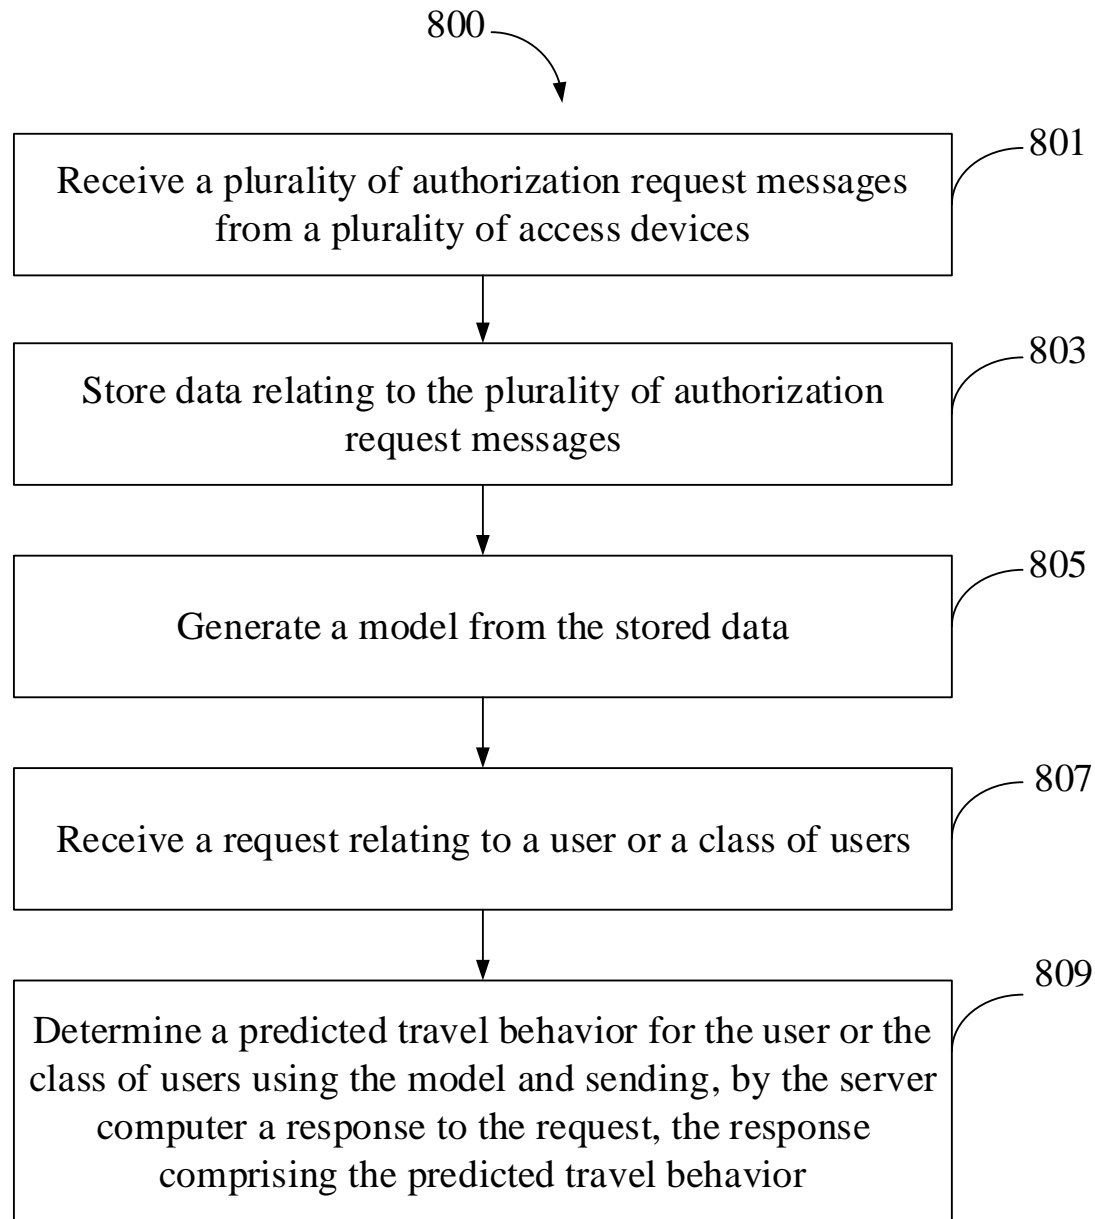 800
801
Receive a plurality of authorization request messages
from a plurality of access devices
803
Store data relating to the plurality of authorization
request messages
805
Generate a model from the stored data
807
Receive a request relating to a user or a class of users
809
Determine a predicted travel behavior for the user or the
class of users using the model and sending, by the server
computer a response to the request, the response
comprising the predicted travel behavior